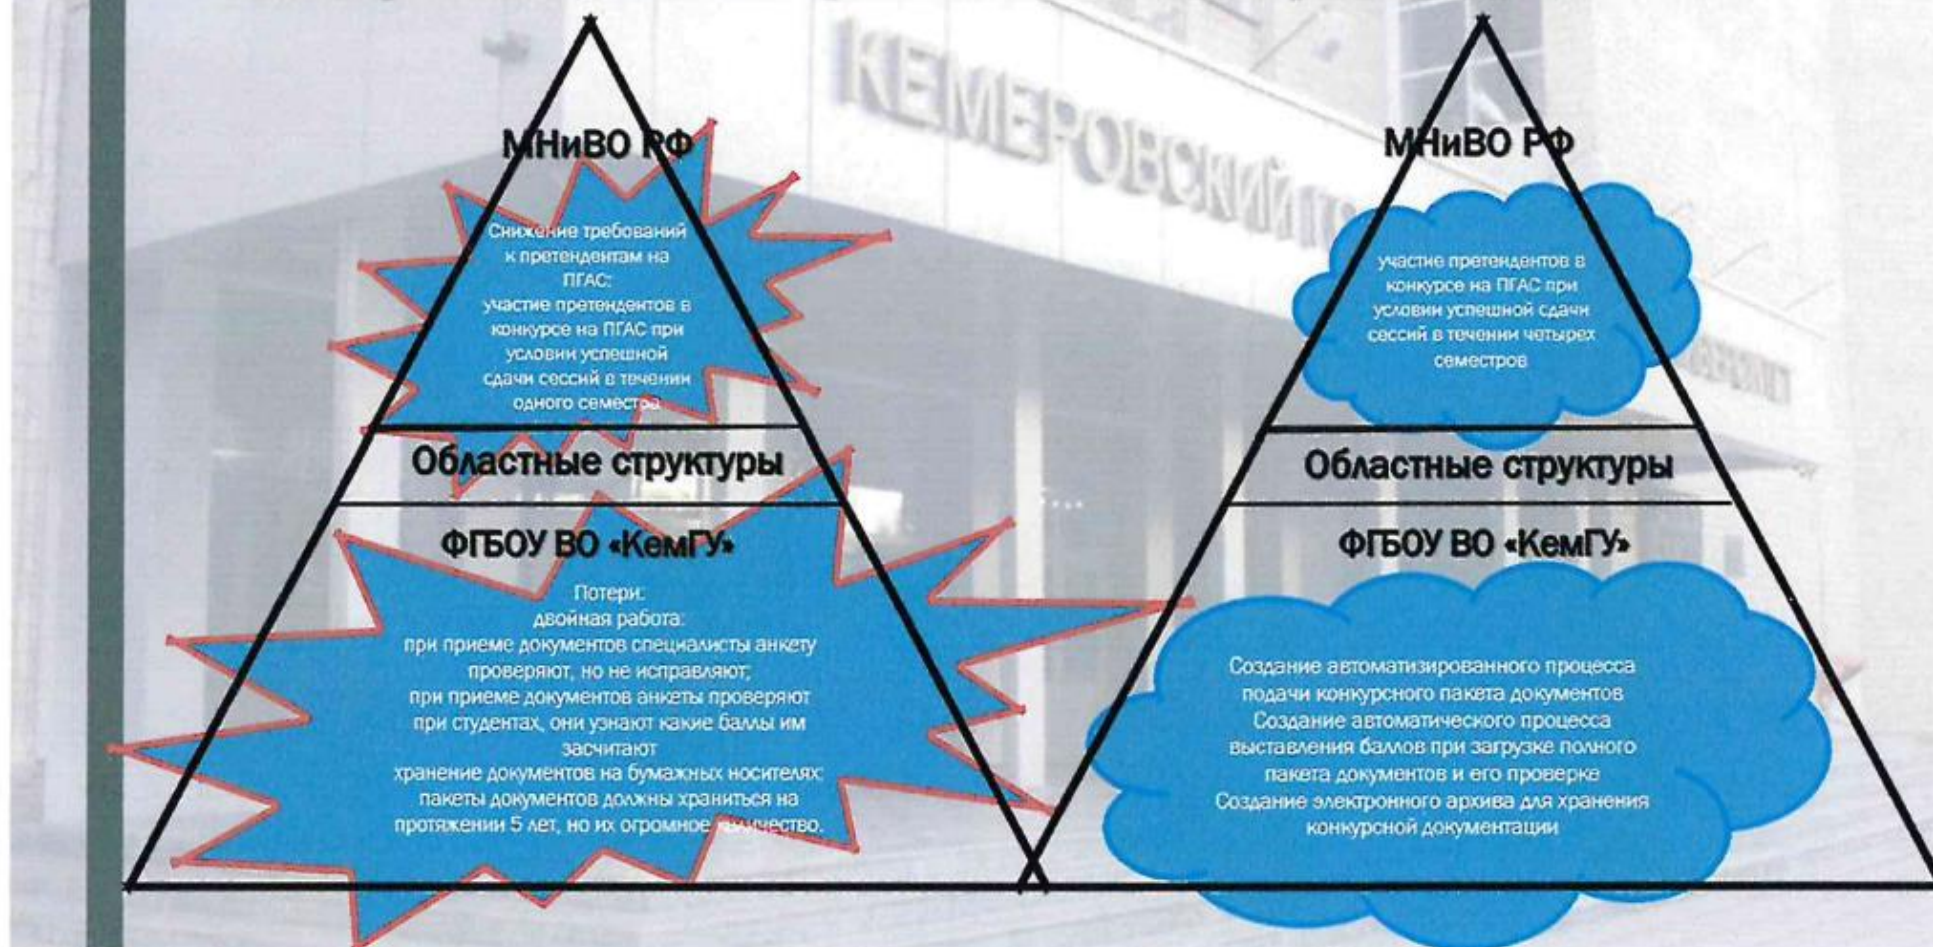 КЕМЕРОВСКИЙ
МНиВО РФ
Снижение требований
к претендентам на
ПГАС:
участие претендентов в
конкурсе на ПГАС при
условии успешной
сдачи сессий в течении
одного семестра
Областные структуры
ФГБОУ ВО «КемГУ»
Потери:
двойная работа:
при приеме документов специалисты анкету
проверяют, но не исправляют;
при приеме документов анкеты проверяют
при студентах, они узнают какие баллы им
засчитают
хранение документов на бумажных носителях:
пакеты документов должны храниться на
протяжении 5 лет, но их огромное количество.
МНиВО РФ
участие претендентов в
конкурсе на ПГАС при
условии успешной сдачи
сессий в течении четырех
семестров
Областные структуры
ФГБОУ ВО «КемГУ»
Создание автоматизированного процесса
подачи конкурсного пакета документов
Создание автоматического процесса
выставления баллов при загрузке полного
пакета документов и его проверке
Создание электронного архива для хранения
конкурсной документации